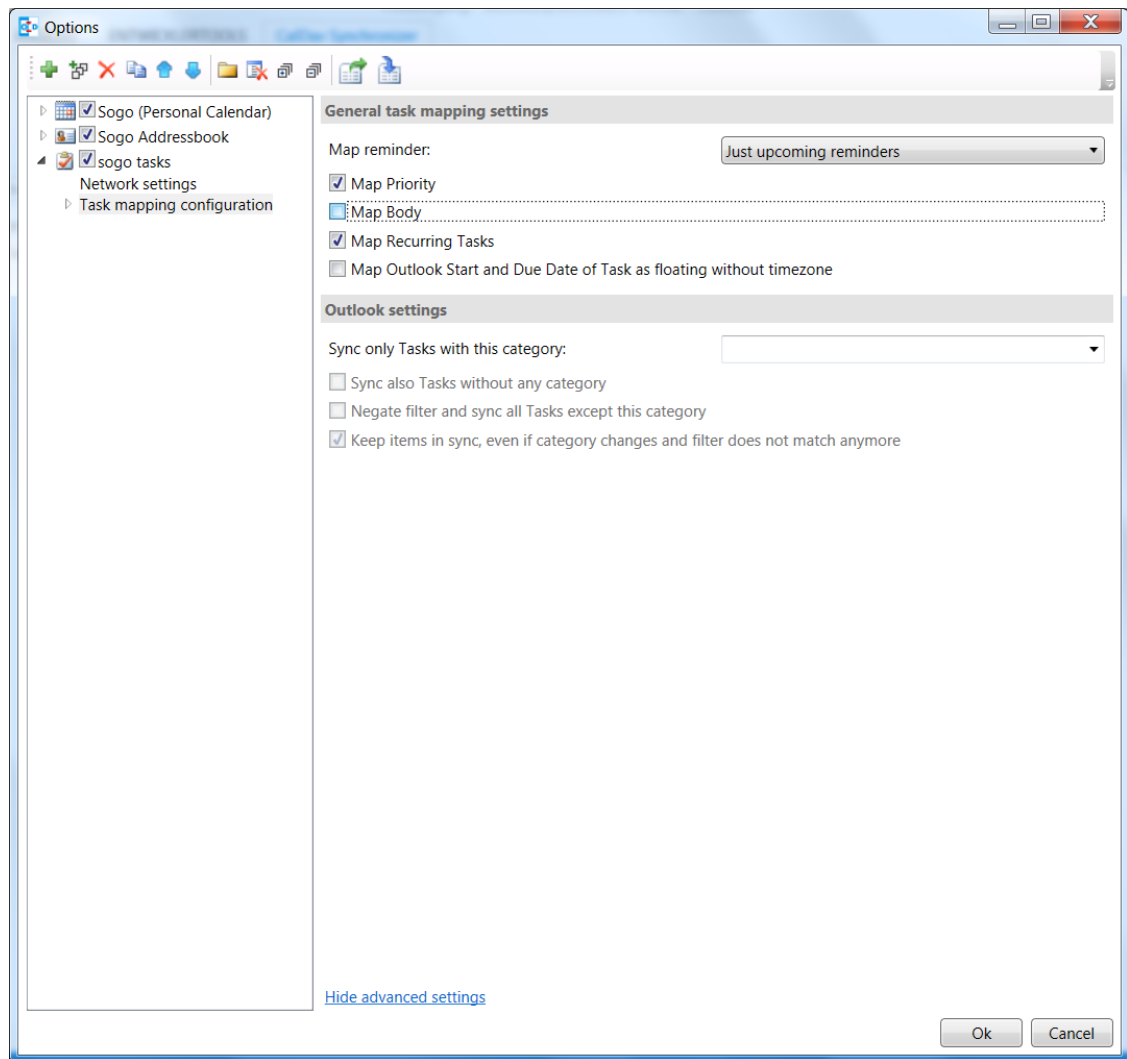 Options
Sogo (Personal Calendar)
Sogo Addressbook
sogo tasks
Network settings
Task mapping configuration
General task mapping settings
Map reminder:
Just upcoming reminders
Map Priority
Map Body
Map Recurring Tasks
Map Outlook Start and Due Date of Task as floating without timezone
Outlook settings
Sync only Tasks with this category:
Sync also Tasks without any category
Negate filter and sync all Tasks except this category
Keep items in sync, even if category changes and filter does not match anymore
Hide advanced settings
Ok
Cancel